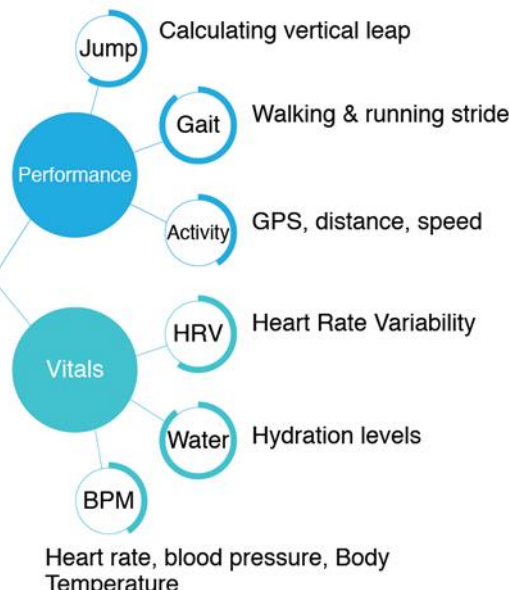 Jump
Calculating vertical leap
Gait
Walking & running stride
Performance
Activity
GPS, distance, speed
HRV
Heart Rate Variability
Vitals
Water
Hydration levels
BPM
Heart rate, blood pressure, Body
Temperature